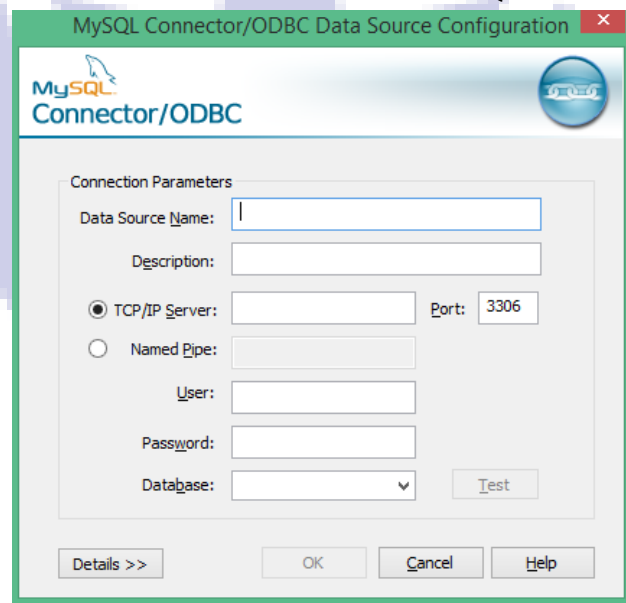 MySQL Connector/ODBC Data Source Configuration
MySQL
Connector/ODBC
Connection Parameters
Data Source Name:
Description:
TCP/IP Server:
Port: 3306
Named Pipe:
User:
Password:
Database:
Test
Details >>
OK
Cancel
Help